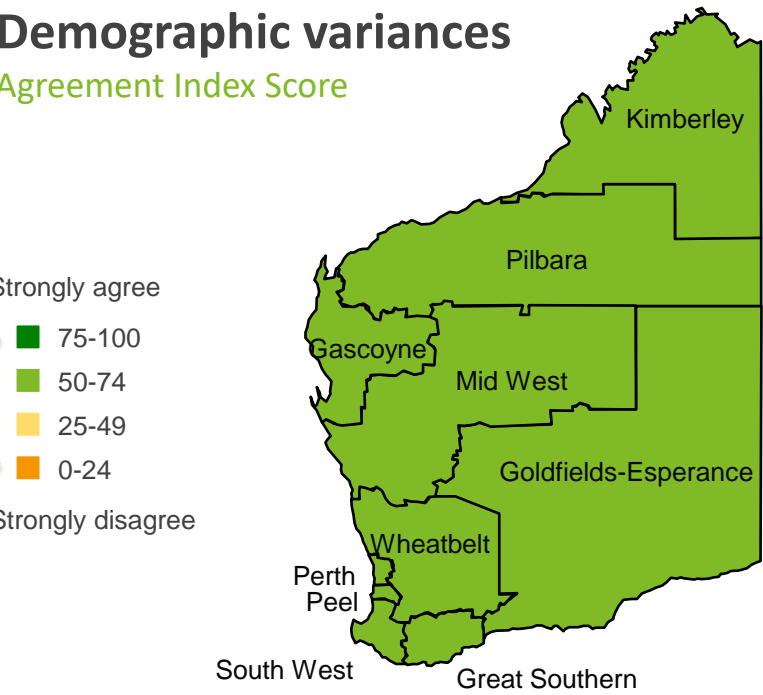 Demographic variances
Agreement Index Score
Strongly agree
75-100
50-74
25-49
0-24
Strongly disagree
Kimberley
Pilbara
Gascoyne
Mid West
Goldfields-Esperance
Wheatbelt
Perth
Peel
South West
Great Southern